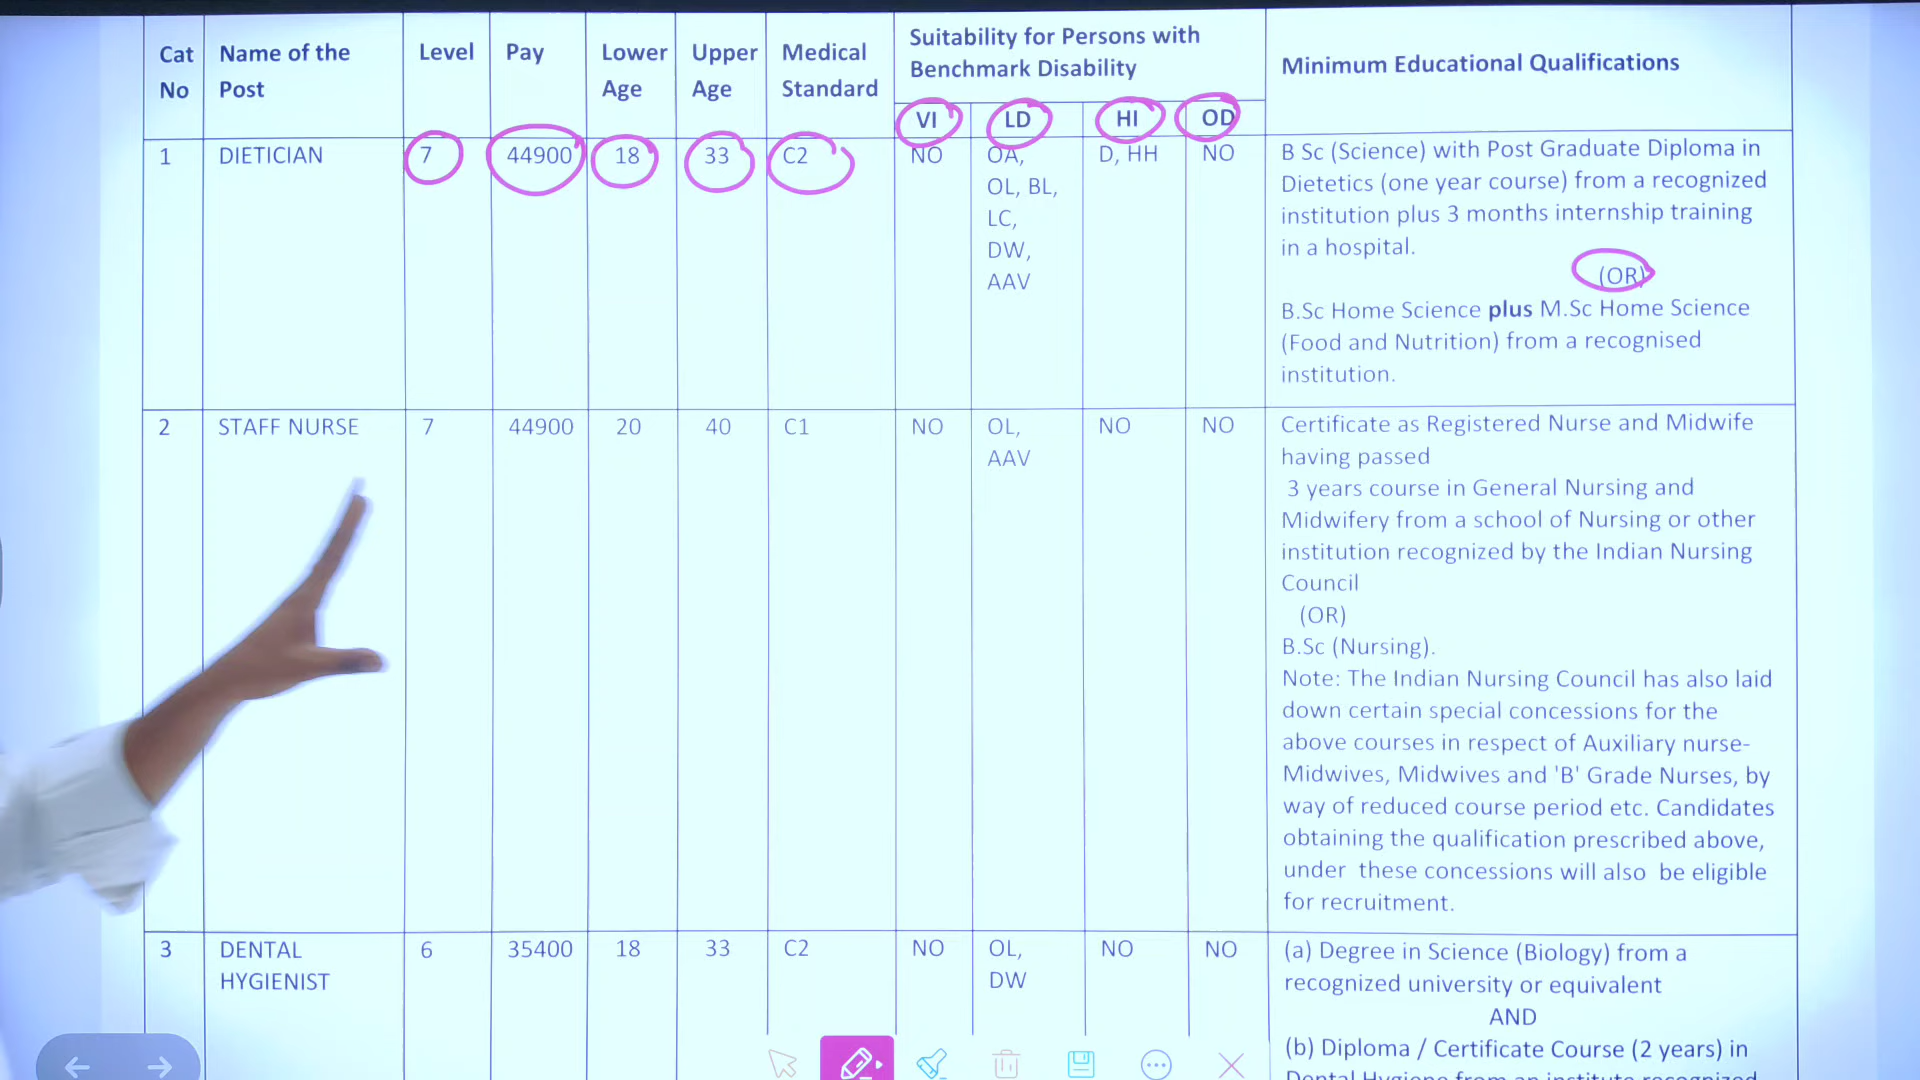 Cat No
Name of the Post
Level
Pay
Lower Age
Upper Age
Medical Standard
Suitability for Persons with Benchmark Disability
VI
LD
HI
OD
Minimum Educational Qualifications
1
DIETICIAN
7
44900
18
33
C2
NO
OA,
OL, BL,
LC,
DW,
AAV
D, HH
NO
B Sc (Science) with Post Graduate Diploma in
Dietetics (one year course) from a recognized
institution plus 3 months internship training
in a hospital.
(OR)
B.Sc Home Science plus M.Sc Home Science
(Food and Nutrition) from a recognised
institution.
2
STAFF NURSE
7
44900
20
40
C1
NO
OL,
AAV
NO
NO
Certificate as Registered Nurse and Midwife
having passed
3 years course in General Nursing and
Midwifery from a school of Nursing or other
institution recognized by the Indian Nursing
Council
(OR)
B.Sc (Nursing).
Note: The Indian Nursing Council has also laid
down certain special concessions for the
above courses in respect of Auxiliary nurse-
Midwives, Midwives and 'B' Grade Nurses, by
way of reduced course period etc. Candidates
obtaining the qualification prescribed above,
under these concessions will also be eligible
for recruitment.
3
DENTAL
HYGIENIST
6
35400
18
33
C2
NO
OL,
DW
NO
NO
(a) Degree in Science (Biology) from a
recognized university or equivalent
AND
(b) Diploma / Certificate Course (2 years) in
Dental Hygiene from an institute recognized